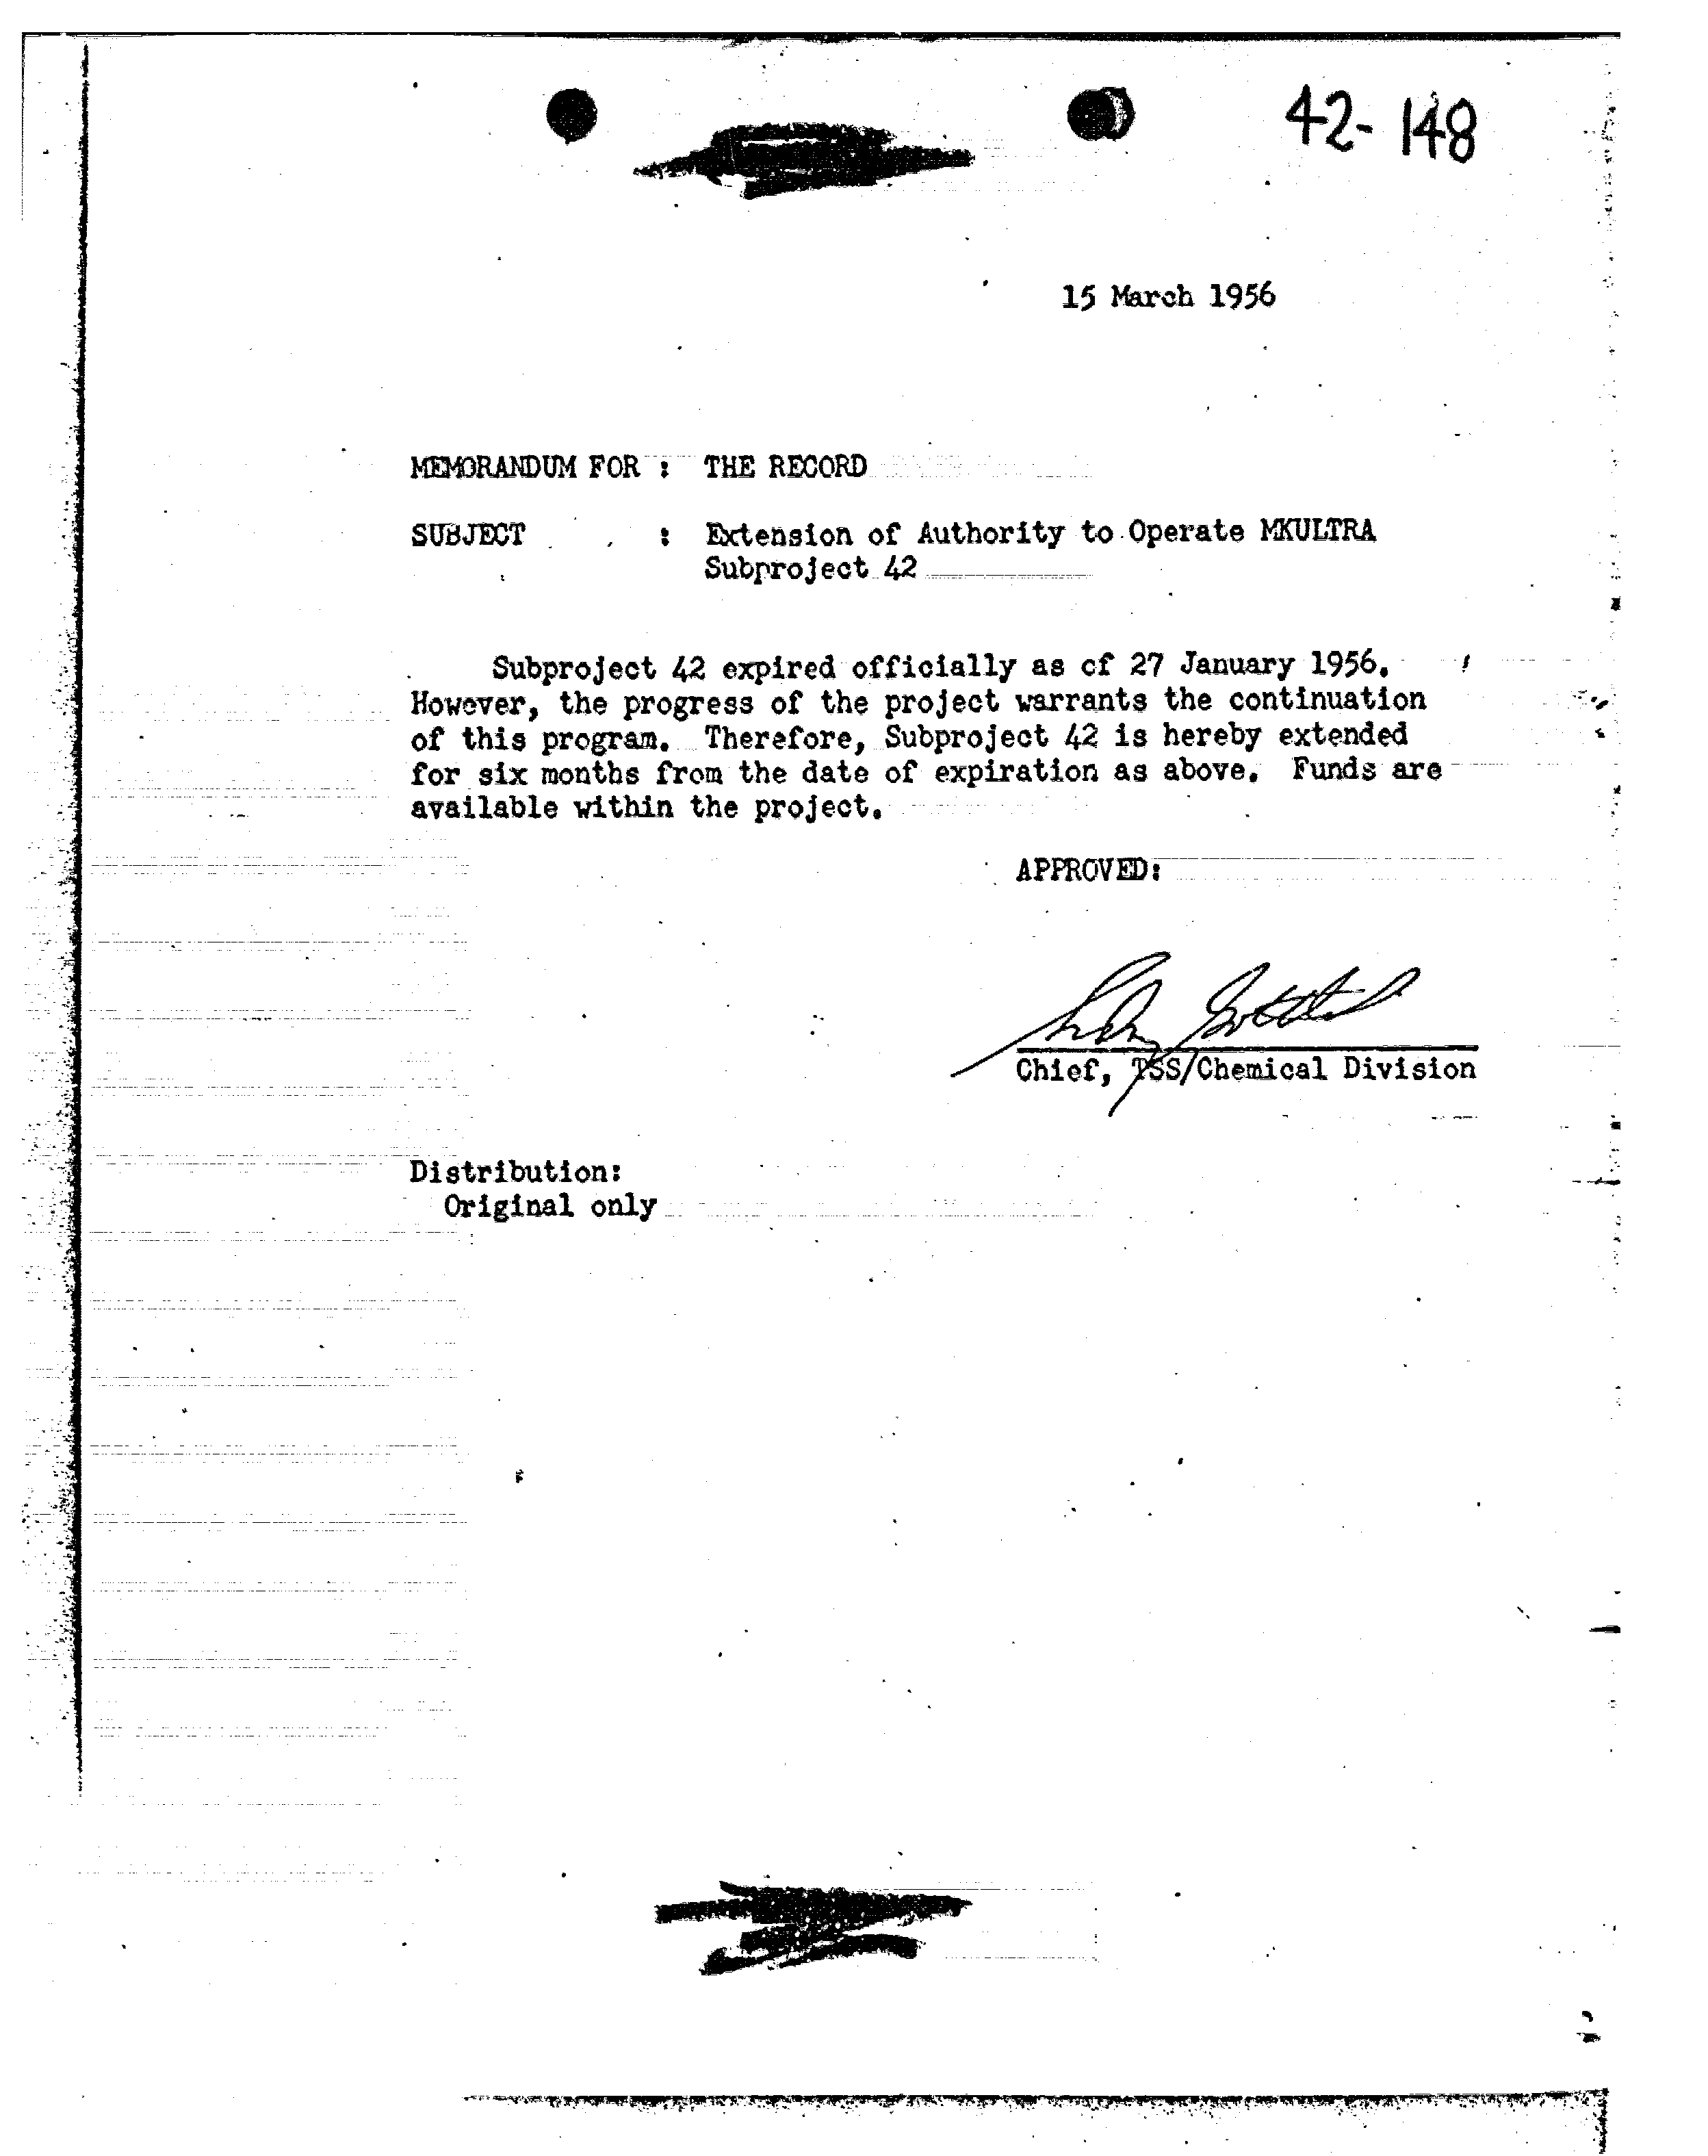 42-148
15 March 1956
MEMORANDUM FOR : THE RECORD
SUBJECT : Extension of Authority to Operate MKULTRA
Subproject 42
Subproject 42 expired officially as of 27 January 1956.
However, the progress of the project warrants the continuation
of this program. Therefore, Subproject 42 is hereby extended
for six months from the date of expiration as above. Funds are
available within the project.
APPROVED:
Sidney Gottlieb
Chief, TSS/Chemical Division
Distribution:
Original only